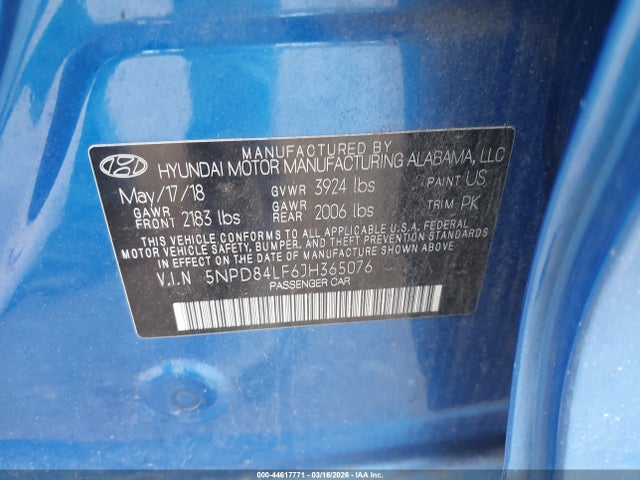 MANUFACTURED BY
HYUNDAI MOTOR MANUFACTURING ALABAMA, LLC
May/17/18 GVWR 3924 lbs PAINT US
GAWR FRONT 2183 lbs GAWR REAR 2006 lbs TRIM PK
THIS VEHICLE CONFORMS TO ALL APPLICABLE U.S.A. FEDERAL
MOTOR VEHICLE SAFETY, BUMPER, AND THEFT PREVENTION STANDARDS
IN EFFECT ON THE DATE OF MANUFACTURE SHOWN ABOVE.
V.I.N 5NPD84LF6JH365076
PASSENGER CAR
000-44617771 - 03/16/2026 - IAA Inc.